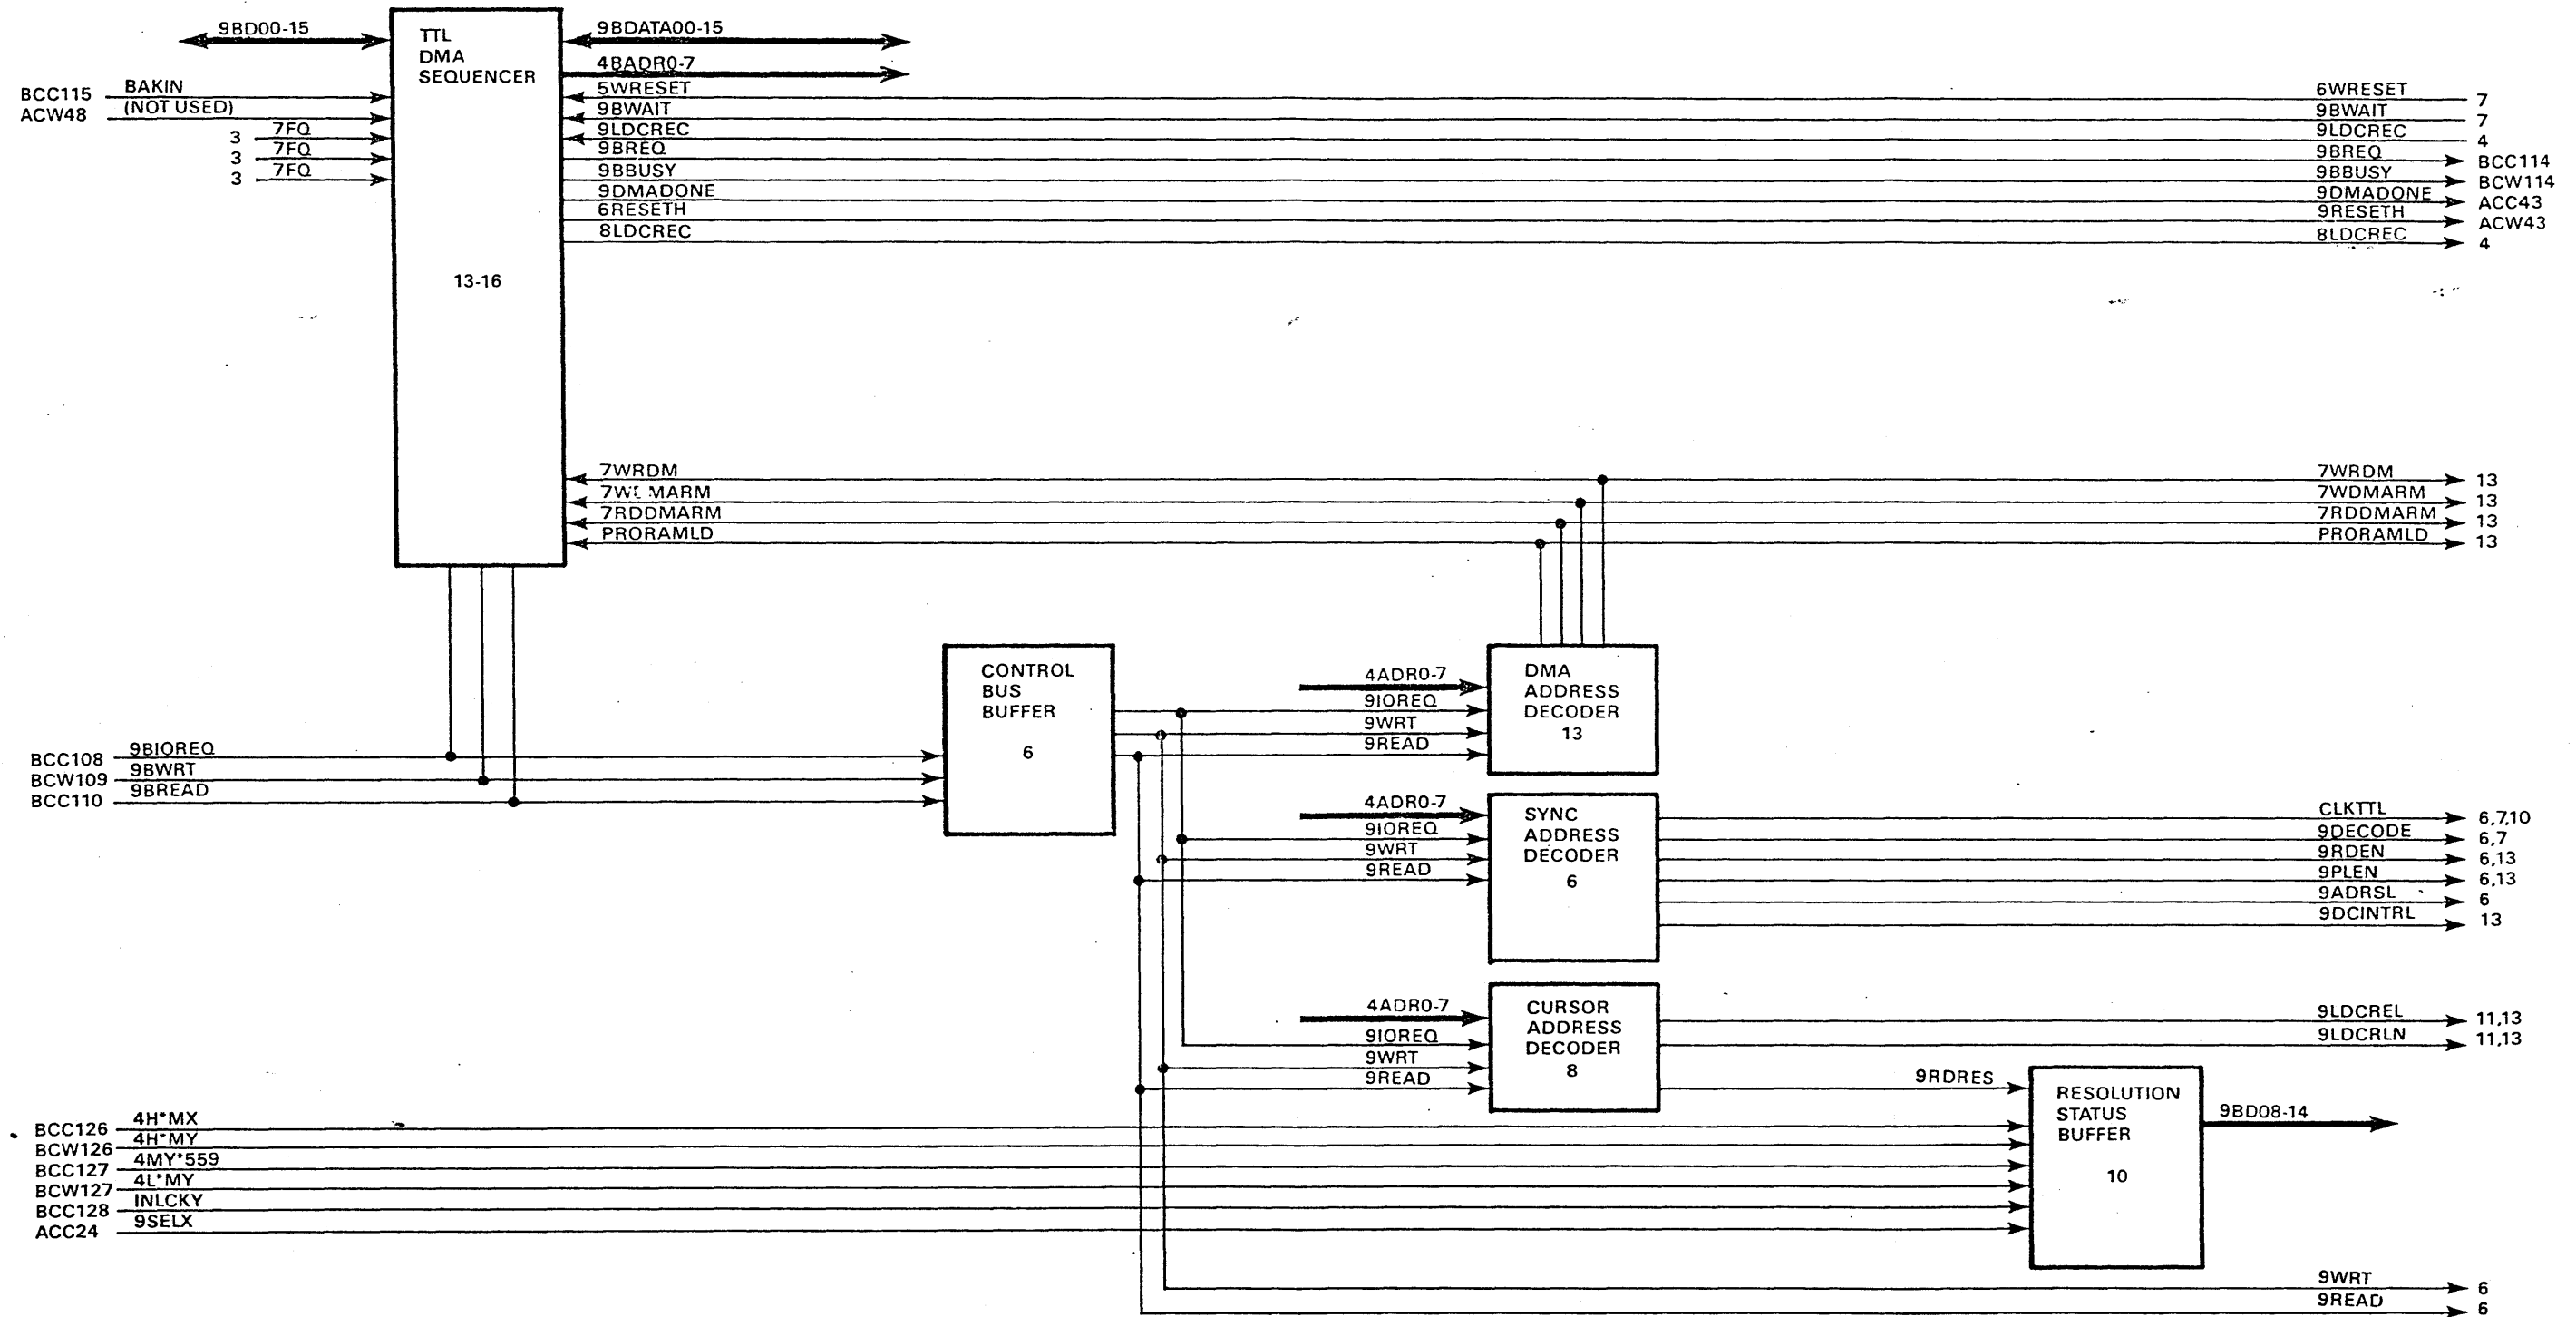 9BD00-15
TTL
DMA
SEQUENCER
13-16
9BDATA00-15
4BADR0-7
BCC115 BAKIN
ACW48 (NOT USED)
3 7FQ
3 7FQ
3 7FQ
5WRESET 6WRESET 7
9BWAIT 9BWAIT 7
9LDCREC 9LDCREC 4
9BREQ 9BREQ BCC114
9BBUSY 9BBUSY BCW114
9DMADONE 9DMADONE ACC43
6RESETH 9RESETH ACW43
8LDCREC 8LDCREC 4
7WRDM 7WRDM 13
7WDMARM 13
7RDDMARM 7RDDMARM 13
PRORAMLD PRORAMLD 13
BCC108 9BIOREQ
BCW109 9BWRT
BCC110 9BREAD
CONTROL
BUS
BUFFER
6
4ADR0-7
9IOREQ
9WRT
9READ
DMA
ADDRESS
DECODER
13
4ADR0-7
9IOREQ
9WRT
9READ
SYNC
ADDRESS
DECODER
6
CLKTTL 6,7,10
9DECODE 6,7
9RDEN 6,13
9PLEN 6,13
9ADRSL 6
9DCINTRL 13
4ADR0-7
9IOREQ
9WRT
9READ
CURSOR
ADDRESS
DECODER
8
9LDCREL 11,13
9LDCRLN 11,13
9RDRES
BCC126 4H*MX
BCW126 4H*MY
BCC127 4MY*559
BCW127 4L*MY
BCC128 INLCKY
ACC24 9SELX
RESOLUTION
STATUS
BUFFER
10
9BD08-14
9WRT 6
9READ 6